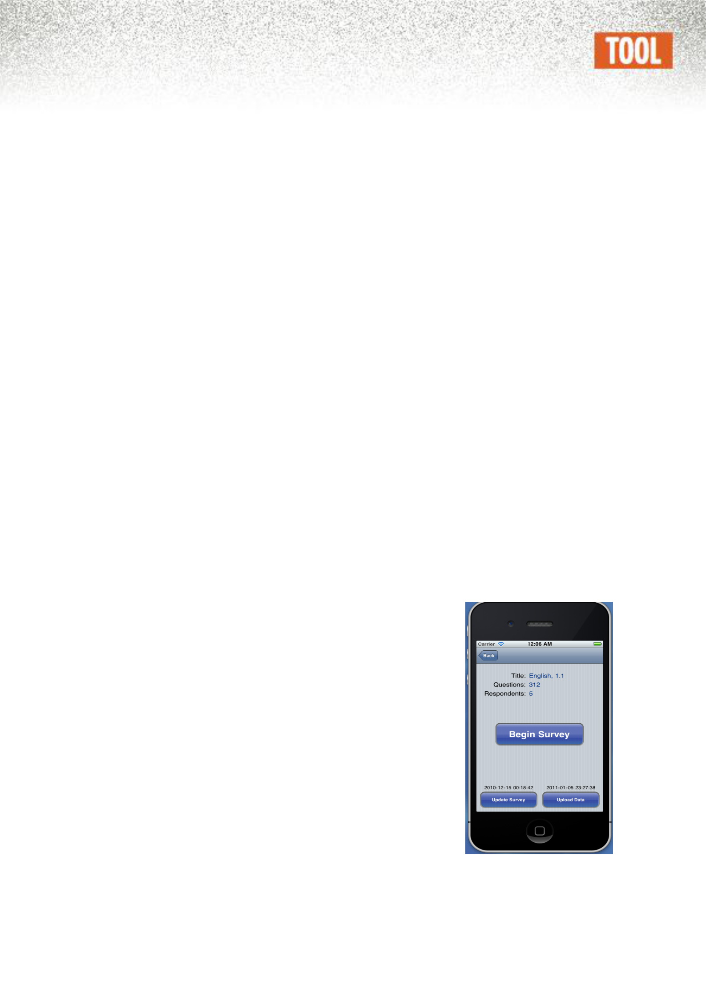 TOOL
Carrier 12:06 AM
Back
Title: English, 1.1
Questions: 312
Respondents: 5
Begin Survey
2010-12-15 00:18:42 2011-01-05 23:27:38
Update Survey Upload Data